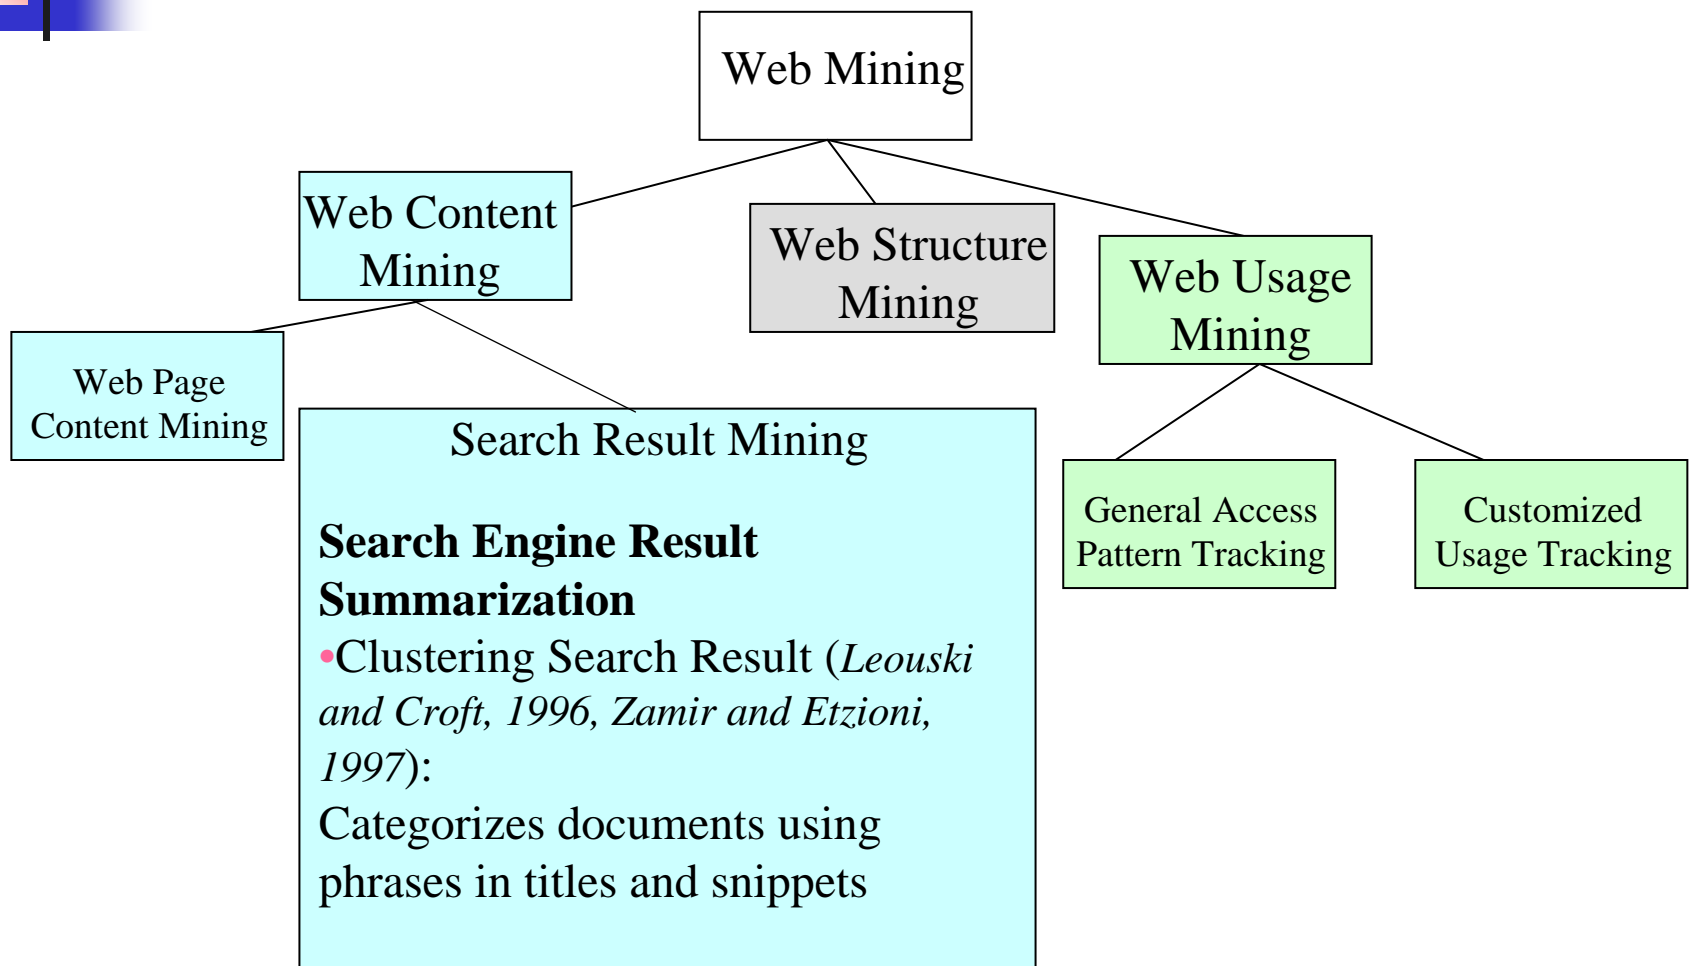 Web Mining
Web Content
Mining
Web Structure
Mining
Web Usage
Mining
Web Page
Content Mining
Search Result Mining
Search Engine Result
Summarization
•Clustering Search Result (Leouski
and Croft, 1996, Zamir and Etzioni,
1997):
Categorizes documents using
phrases in titles and snippets
General Access
Pattern Tracking
Customized
Usage Tracking